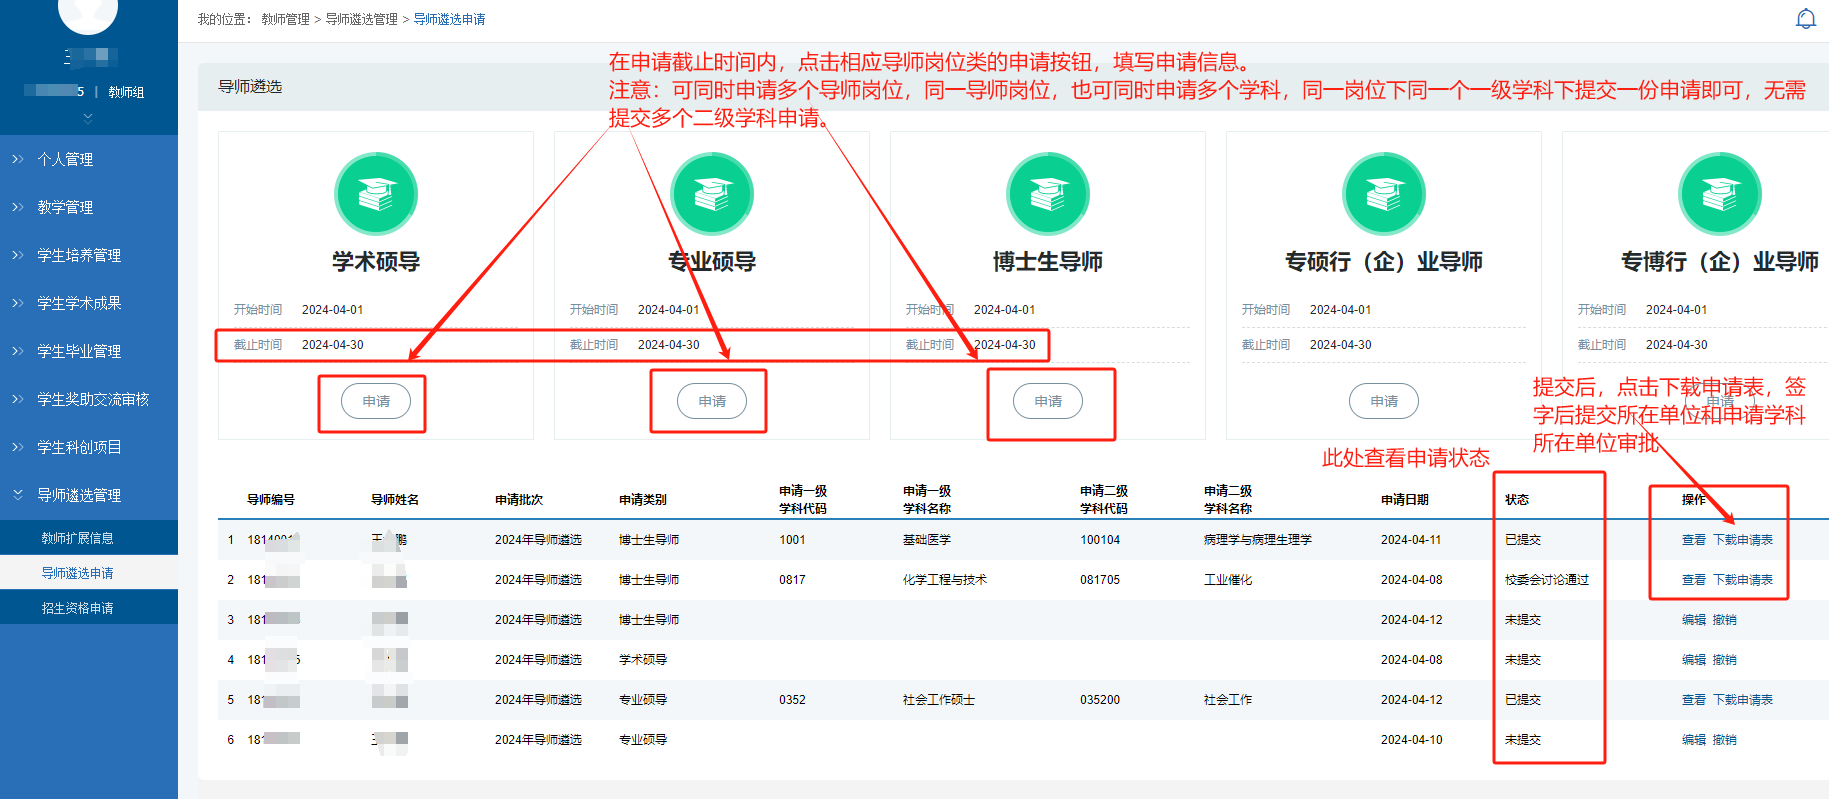 我的位置： 教师管理 > 导师遴选管理 > 导师遴选申请
5 | 教师组
个人管理
教学管理
学生培养管理
学生学术成果
学生毕业管理
学生奖助交流审核
学生科创项目
导师遴选管理
教师扩展信息
导师遴选申请
招生资格申请
导师遴选
在申请截止时间内，点击相应导师岗位类的申请按钮，填写申请信息。
注意：可同时申请多个导师岗位，同一导师岗位，也可同时申请多个学科，同一岗位下同一个一级学科下提交一份申请即可，无需
提交多个二级学科申请。
学术硕导 专业硕导 博士生导师 专硕行（企）业导师 专博行（企）业导师
开始时间 2024-04-01 开始时间 2024-04-01 开始时间 2024-04-01 开始时间 2024-04-01 开始时间 2024-04-01
截止时间 2024-04-30 截止时间 2024-04-30 截止时间 2024-04-30 截止时间 2024-04-30 截止时间 2024-04-30
申请 申请 申请 申请 申请
提交后，点击下载申请表，签
字后提交所在单位和申请学科
所在单位审批
此处查看申请状态
导师编号 导师姓名 申请批次 申请类别 申请一级学科代码 申请一级学科名称 申请二级学科代码 申请二级学科名称 申请日期 状态 操作
1 181 鹏 2024年导师遴选 博士生导师 1001 基础医学 100104 病理学与病理生理学 2024-04-11 已提交 查看 下载申请表
2 181 2024年导师遴选 博士生导师 0817 化学工程与技术 081705 工业催化 2024-04-08 校委会讨论通过 查看 下载申请表
3 181 2024年导师遴选 博士生导师 2024-04-12 未提交 编辑 撤销
4 181 5 2024年导师遴选 学术硕导 2024-04-08 未提交 编辑 撤销
5 181 2024年导师遴选 专业硕导 0352 社会工作硕士 035200 社会工作 2024-04-12 已提交 查看 下载申请表
6 181 2024年导师遴选 专业硕导 2024-04-10 未提交 编辑 撤销